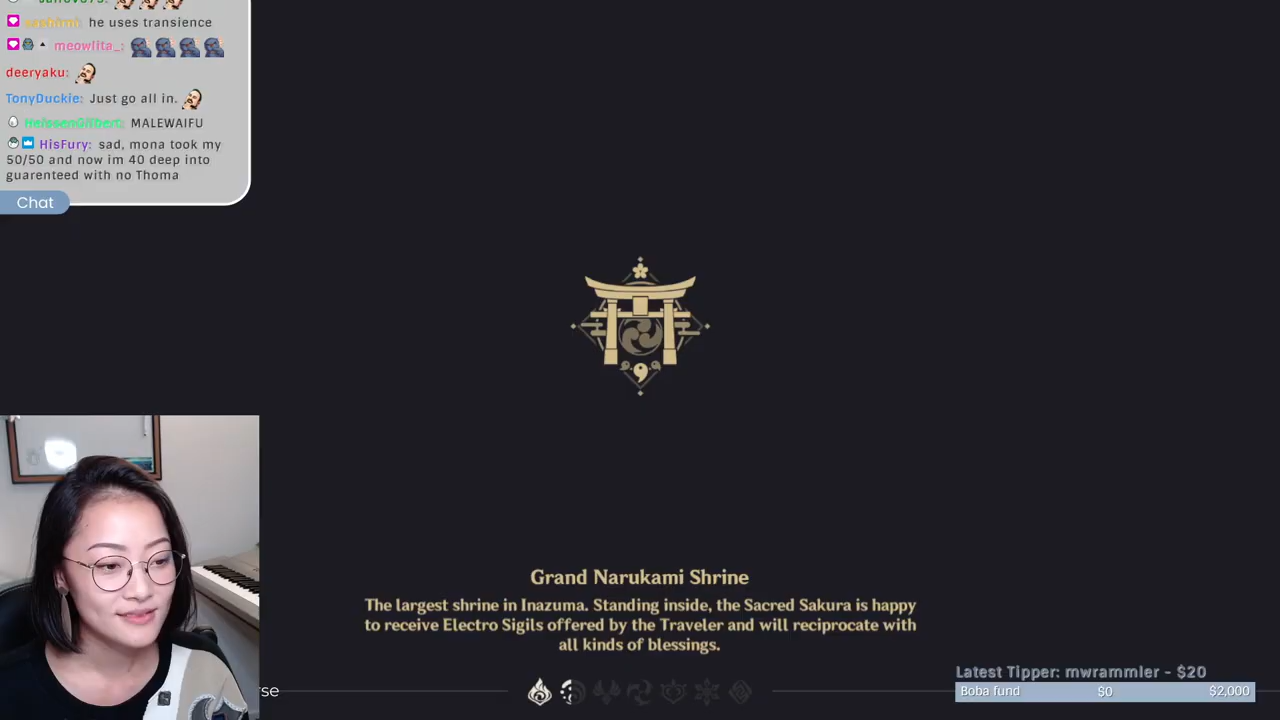 he uses transience
meowlita_:
deeryaku:
TonyDuckie: Just go all in.
HeissenGilbert: MALEWAIFU
HisFury: sad, mona took my
50/50 and now im 40 deep into
guarenteed with no Thoma
Chat
Grand Narukami Shrine
The largest shrine in Inazuma. Standing inside, the Sacred Sakura is happy
to receive Electro Sigils offered by the Traveler and will reciprocate with
all kinds of blessings.
rse
Latest Tipper: mwrammler - $20
Boba fund $0 $2,000